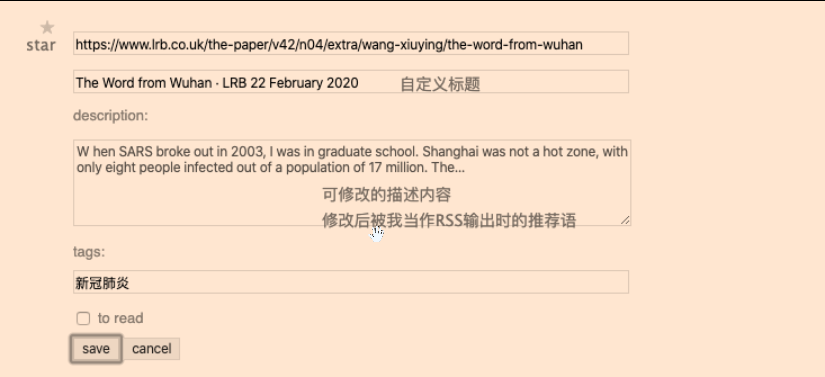 star
https://www.lrb.co.uk/the-paper/v42/n04/extra/wang-xiuying/the-word-from-wuhan
The Word from Wuhan · LRB 22 February 2020 自定义标题
description:
W hen SARS broke out in 2003, I was in graduate school. Shanghai was not a hot zone, with
only eight people infected out of a population of 17 million. The...
可修改的描述内容
修改后被我当作RSS输出时的推荐语
tags:
新冠肺炎
to read
save cancel